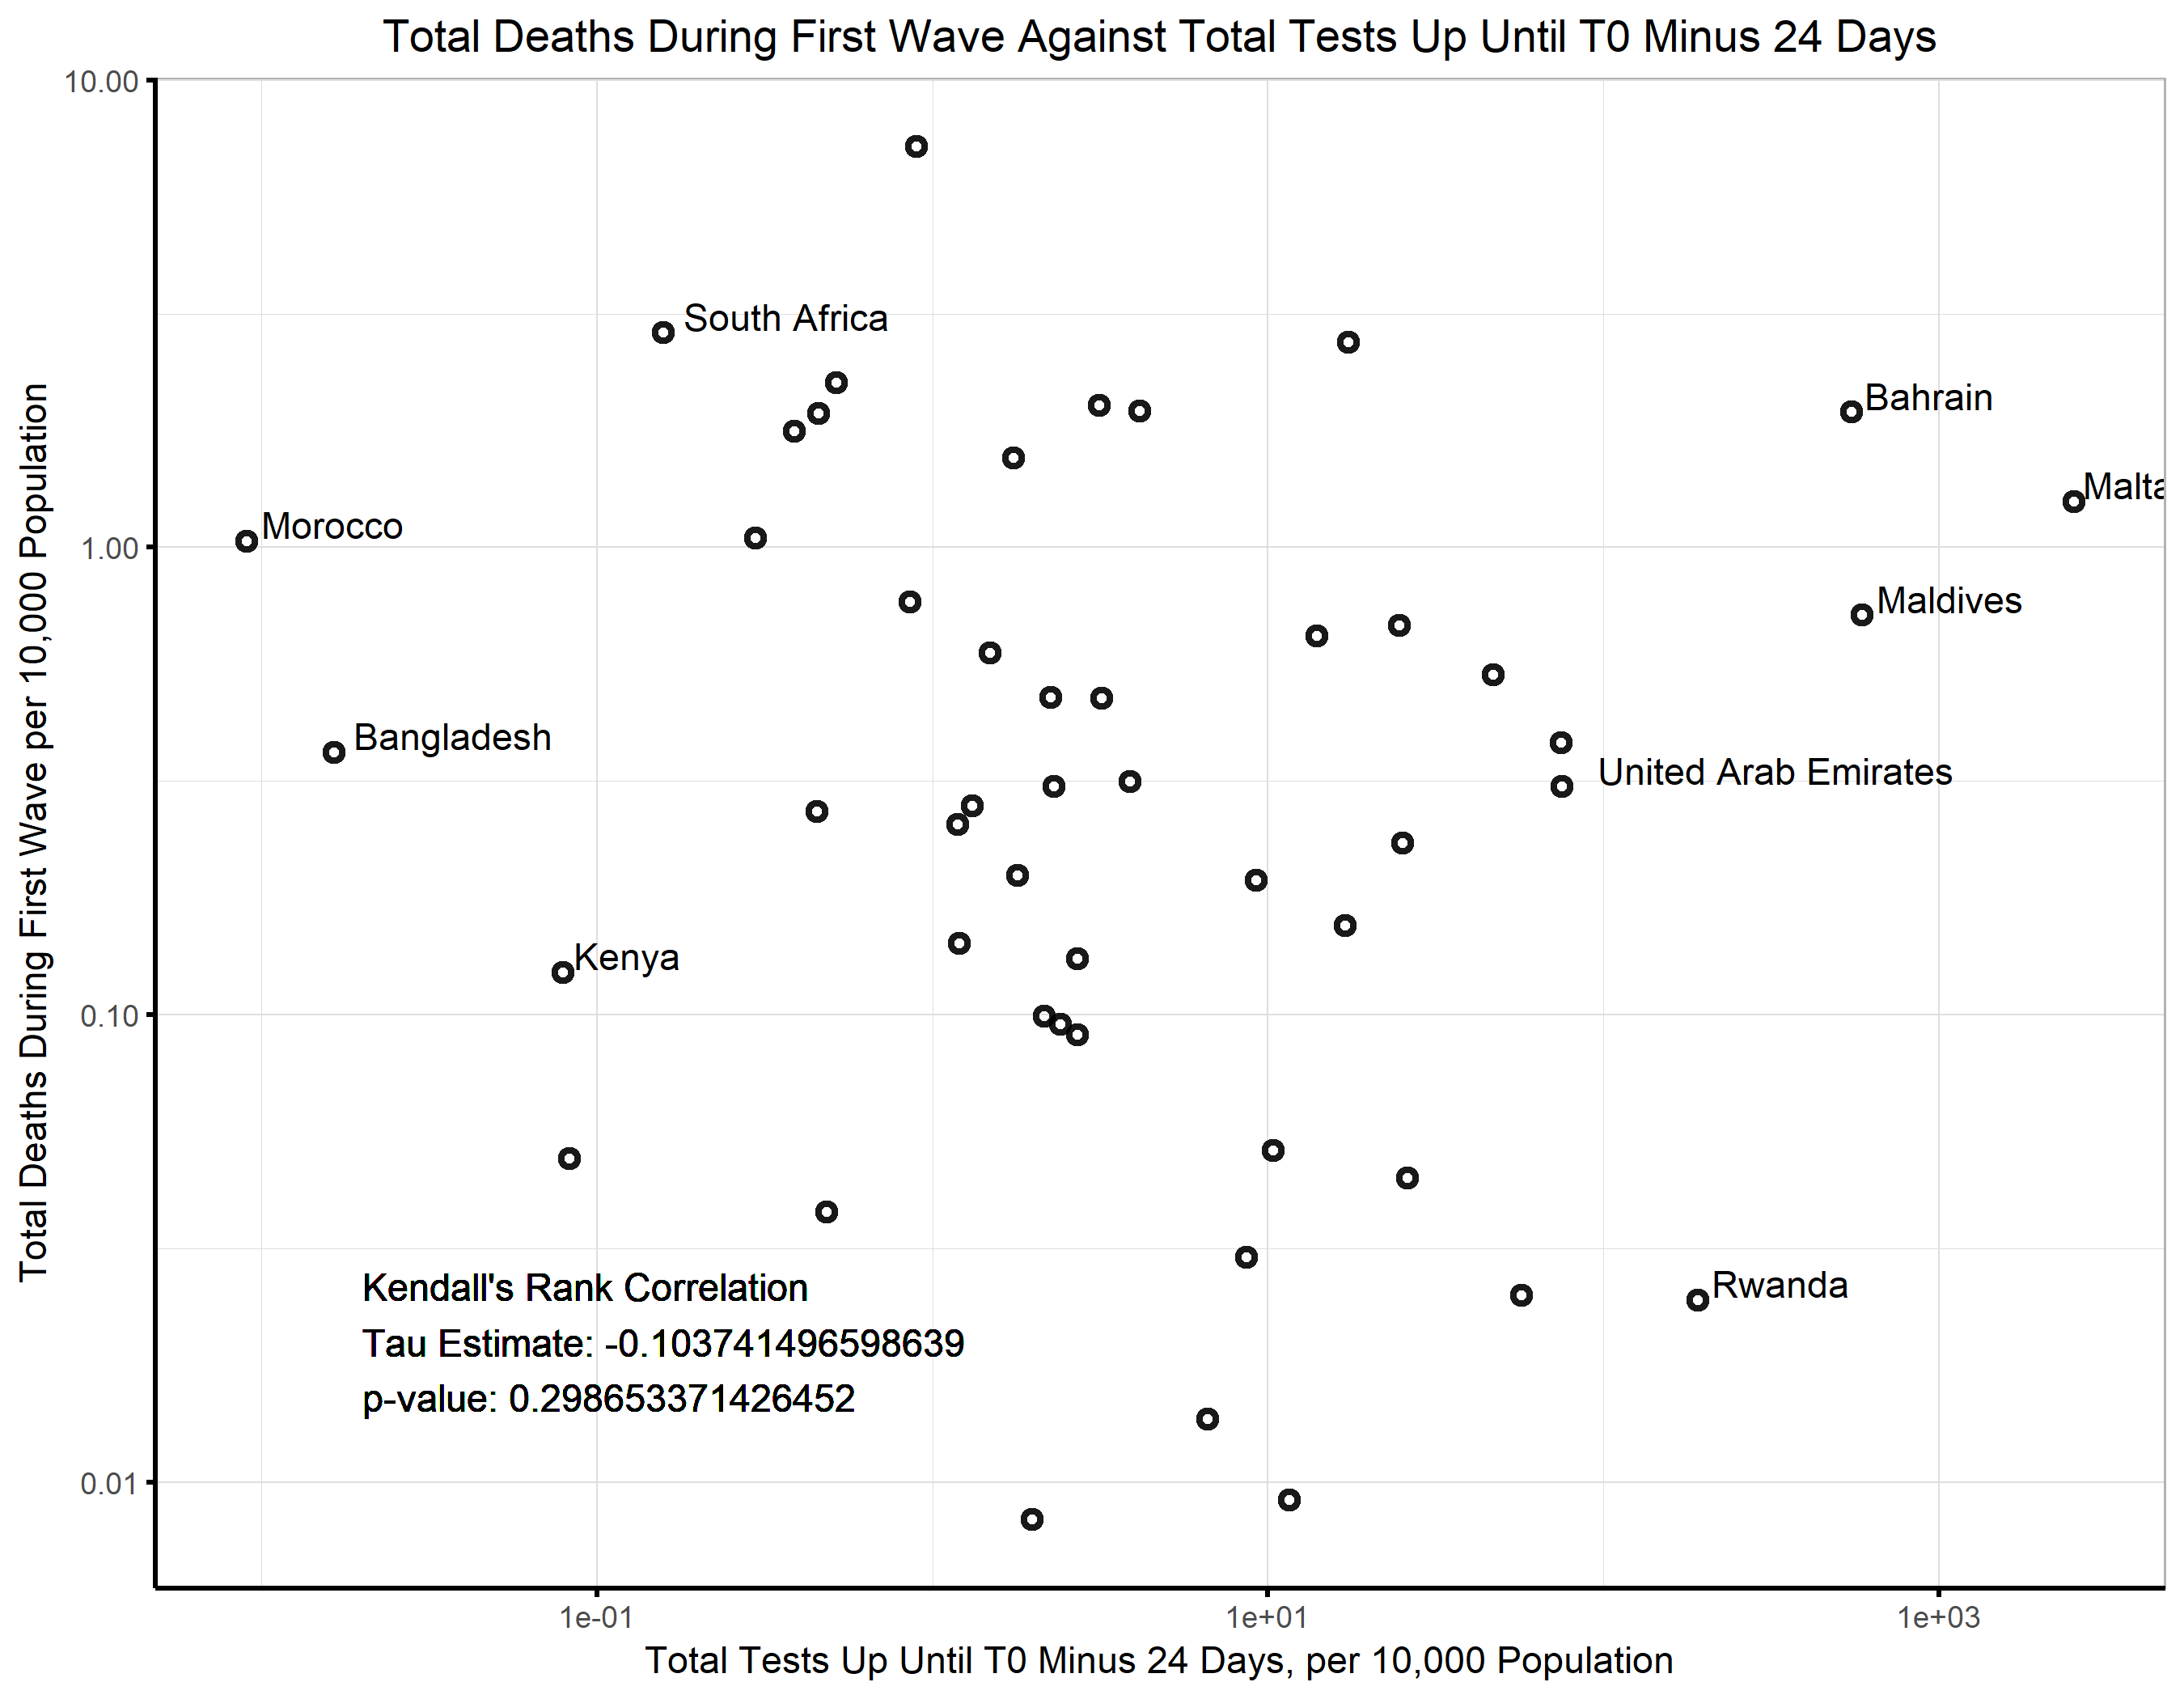 Total Deaths During First Wave Against Total Tests Up Until T0 Minus 24 Days
10.00
South Africa
Bahrain
Malta
Morocco
1.00
Maldives
Bangladesh
United Arab Emirates
Kenya
0.10
Rwanda
Kendall's Rank Correlation
Tau Estimate: -0.103741496598639
p-value: 0.298653371426452
0.01
1e-01
1e+01
1e+03
Total Tests Up Until T0 Minus 24 Days, per 10,000 Population
Total Deaths During First Wave per 10,000 Population